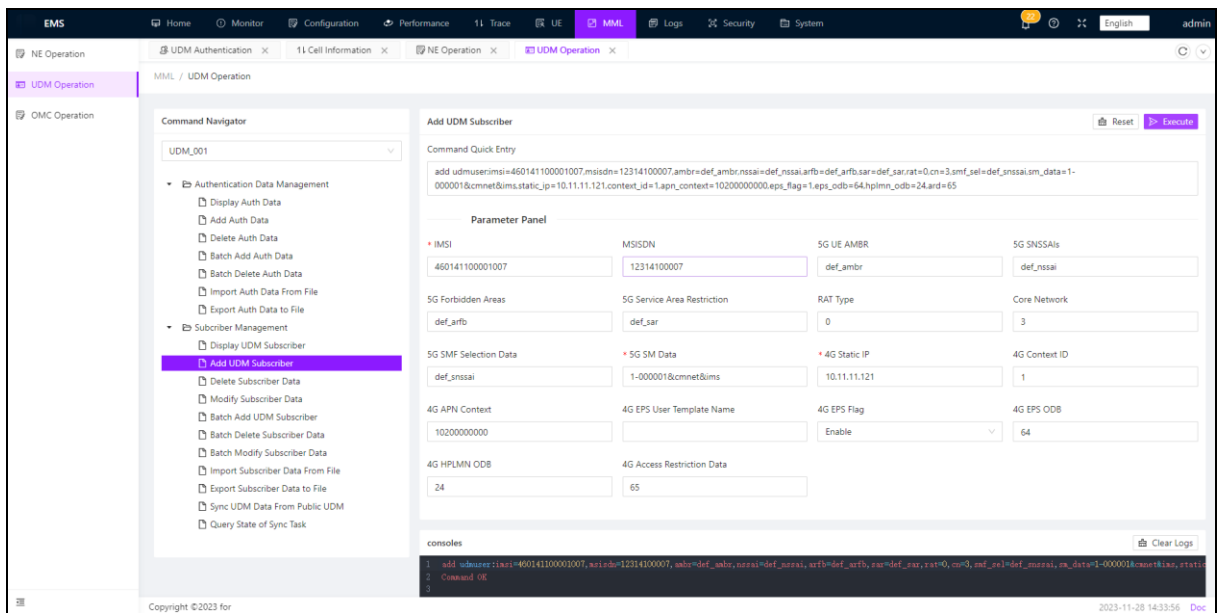 EMS
Home Monitor Configuration Performance Trace UE MML Logs Security System 22 English admin
NE Operation
UDM Operation
OMC Operation
UDM Authentication Cell Information NE Operation UDM Operation
MML / UDM Operation
Command Navigator
UDM_001
Authentication Data Management
Display Auth Data
Add Auth Data
Delete Auth Data
Batch Add Auth Data
Batch Delete Auth Data
Import Auth Data From File
Export Auth Data to File
Subcriber Management
Display UDM Subscriber
Add UDM Subscriber
Delete Subscriber Data
Modify Subscriber Data
Batch Add UDM Subscriber
Batch Delete Subscriber Data
Batch Modify Subscriber Data
Import Subscriber Data From File
Export Subscriber Data to File
Sync UDM Data From Public UDM
Query State of Sync Task
Add UDM Subscriber Reset Execute
Command Quick Entry
add udmuser:imsi=460141100001007,msisdn=12314100007,ambr=def_ambr,nssai=def_nssai,arfb=def_arfb,sar=def_sar,rat=0,cn=3,smf_sel=def_snssai,sm_data=1-
000001&cmnet&ims,static_ip=10.11.11.121,context_id=1,apn_context=10200000000,eps_flag=1,eps_odb=64,hplmn_odb=24,ard=65
Parameter Panel
* IMSI MSISDN 5G UE AMBR 5G SNSSAIs
460141100001007 12314100007 def_ambr def_nssai
5G Forbidden Areas 5G Service Area Restriction RAT Type Core Network
def_arfb def_sar 0 3
5G SMF Selection Data * 5G SM Data * 4G Static IP 4G Context ID
def_snssai 1-000001&cmnet&ims 10.11.11.121 1
4G APN Context 4G EPS User Template Name 4G EPS Flag 4G EPS ODB
10200000000 Enable 64
4G HPLMN ODB 4G Access Restriction Data
24 65
consoles Clear Logs
1 add udmuser:imsi=460141100001007,msisdn=12314100007,ambr=def_ambr,nssai=def_nssai,arfb=def_arfb,sar=def_sar,rat=0,cn=3,smf_sel=def_snssai,sm_data=1-000001&cmnet&ims,static
2 Command OK
3
Copyright ©2023 for 2023-11-28 14:33:56 Doc